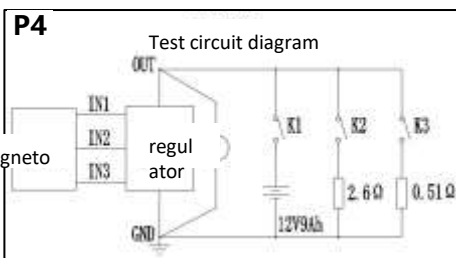 P4
Test circuit diagram
OUT
IN1
IN2
IN3
gneto
regul
ator
K1
K2
K3
2.6Ω
0.51Ω
12V9Ah
GND